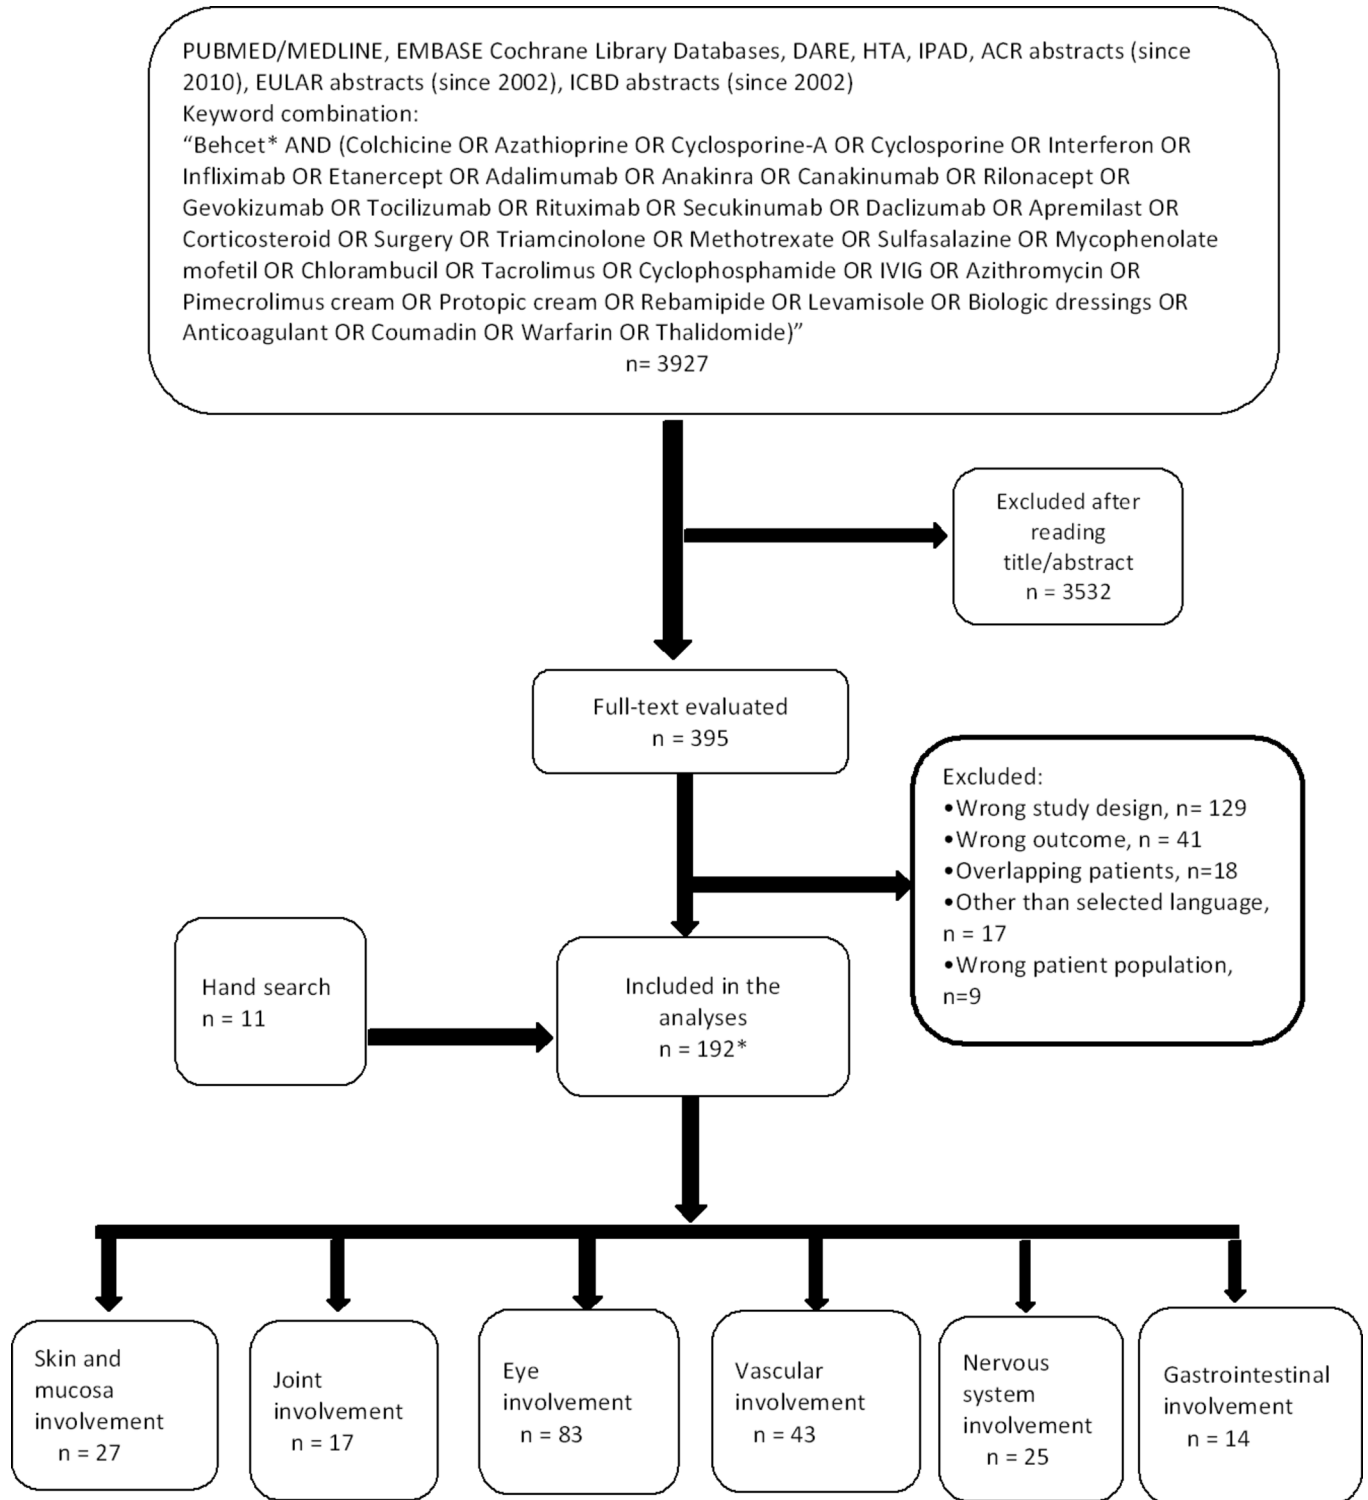 PUBMED/MEDLINE, EMBASE Cochrane Library Databases, DARE, HTA, IPAD, ACR abstracts (since
2010), EULAR abstracts (since 2002), ICBD abstracts (since 2002)
Keyword combination:
“Behcet* AND (Colchicine OR Azathioprine OR Cyclosporine-A OR Cyclosporine OR Interferon OR
Infliximab OR Etanercept OR Adalimumab OR Anakinra OR Canakinumab OR Rilonacept OR
Gevokizumab OR Tocilizumab OR Rituximab OR Secukinumab OR Daclizumab OR Apremilast OR
Corticosteroid OR Surgery OR Triamcinolone OR Methotrexate OR Sulfasalazine OR Mycophenolate
mofetil OR Chlorambucil OR Tacrolimus OR Cyclophosphamide OR IVIG OR Azithromycin OR
Pimecrolimus cream OR Protopic cream OR Rebamipide OR Levamisole OR Biologic dressings OR
Anticoagulant OR Coumadin OR Warfarin OR Thalidomide)”
n= 3927
Excluded after
reading
title/abstract
n = 3532
Full-text evaluated
n = 395
Excluded:
•Wrong study design, n= 129
•Wrong outcome, n = 41
•Overlapping patients, n=18
•Other than selected language,
n = 17
•Wrong patient population,
n=9
Hand search
n = 11
Included in the
analyses
n = 192*
Skin and
mucosa
involvement
n = 27
Joint
involvement
n = 17
Eye
involvement
n = 83
Vascular
involvement
n = 43
Nervous
system
involvement
n = 25
Gastrointestinal
involvement
n = 14